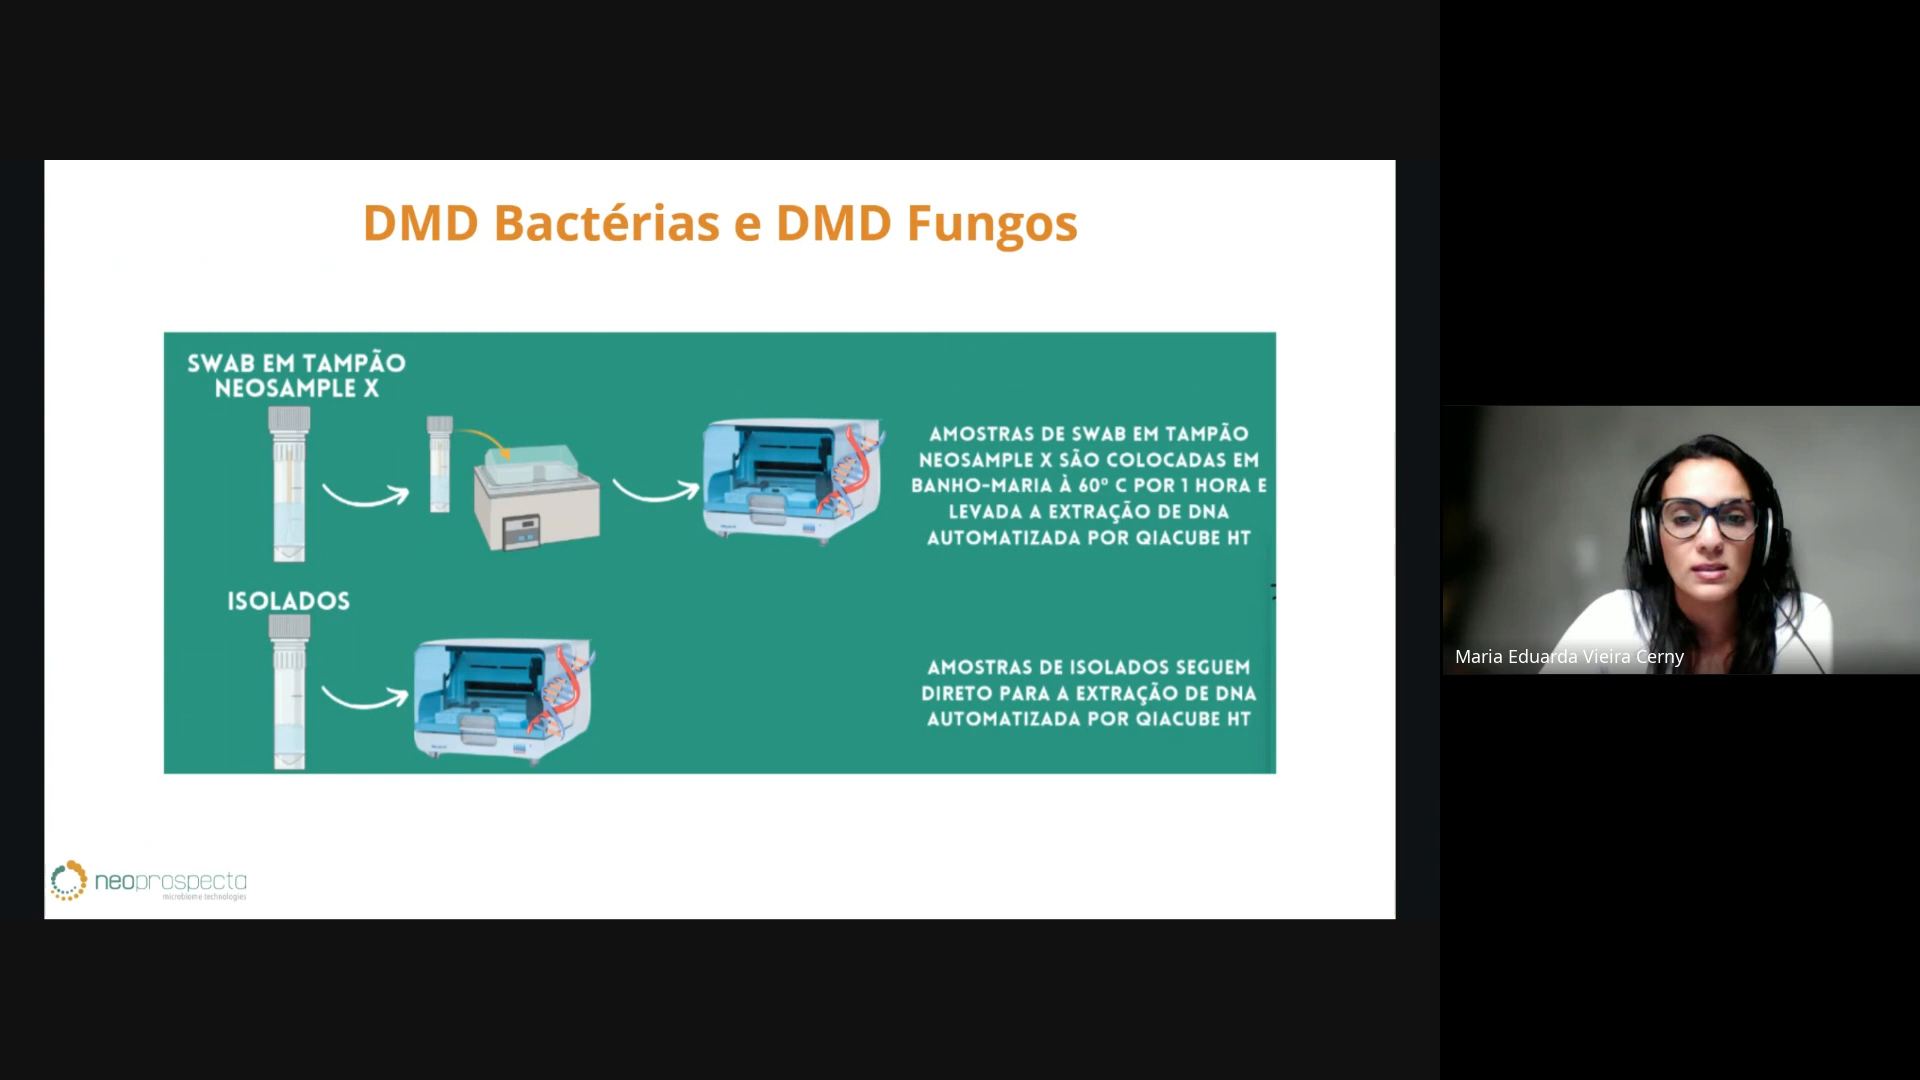 DMD Bactérias e DMD Fungos
SWAB EM TAMPÃO
NEOSAMPLE X
AMOSTRAS DE SWAB EM TAMPÃO
NEOSAMPLE X SÃO COLOCADAS EM
BANHO-MARIA À 60º C POR 1 HORA E
LEVADA A EXTRAÇÃO DE DNA
AUTOMATIZADA POR QIACUBE HT
ISOLADOS
AMOSTRAS DE ISOLADOS SEGUEM
DIRETO PARA A EXTRAÇÃO DE DNA
AUTOMATIZADA POR QIACUBE HT
neoprospecta
microbiome technologies
Maria Eduarda Vieira Cerny